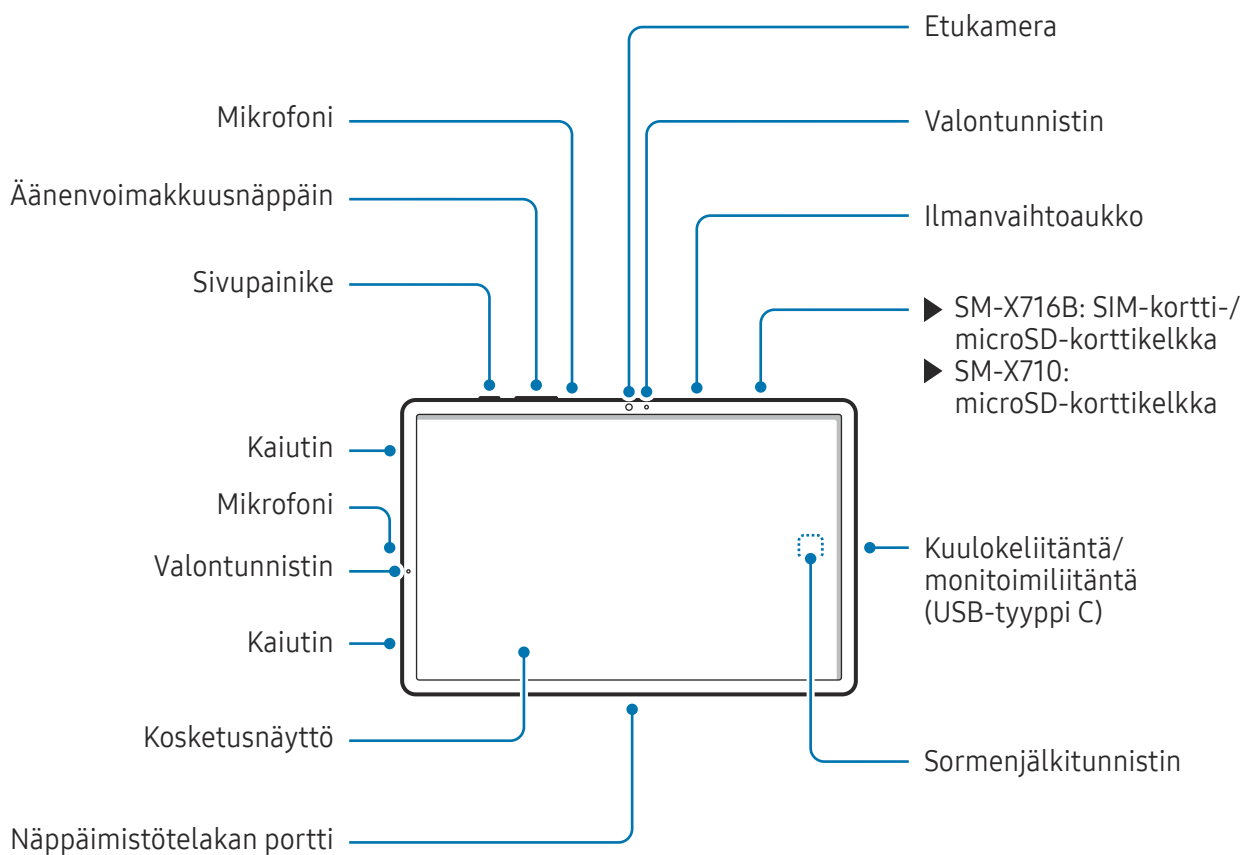 Etukamera
Mikrofoni
Valontunnistin
Äänenvoimakkuusnäppäin
Ilmanvaihtoaukko
Sivupainike
SM-X716B: SIM-kortti-/
microSD-korttikelkka
SM-X710:
microSD-korttikelkka
Kaiutin
Mikrofoni
Valontunnistin
Kaiutin
Kuulokeliitäntä/
monitoimiliitäntä
(USB-tyyppi C)
Kosketusnäyttö
Sormenjälkitunnistin
Näppäimistötelakan portti